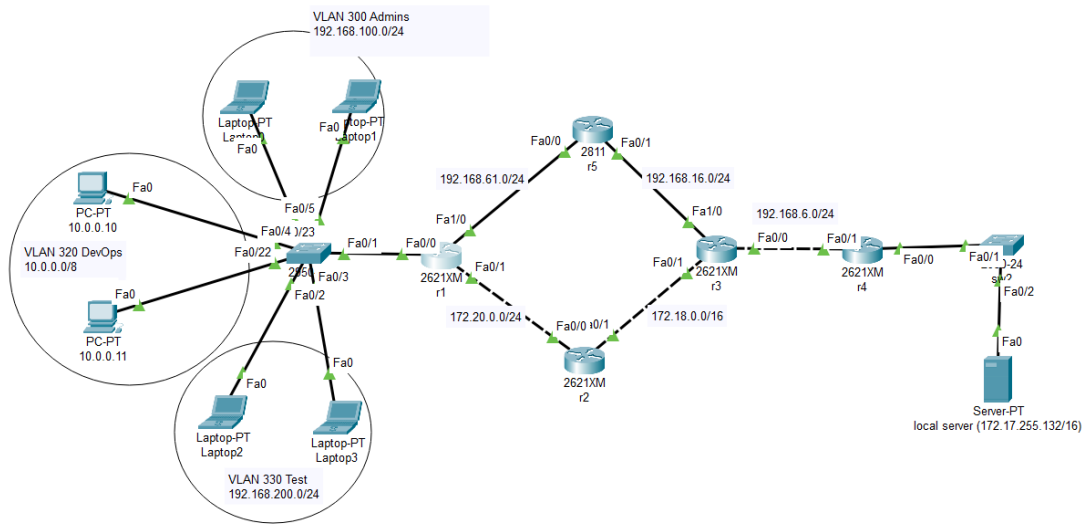 VLAN 300 Admins
192.168.100.0/24
Laptop-PT
Fa0
Fa0
Laptop1
Fa0
PC-PT
10.0.0.10
Fa0
VLAN 320 DevOps
10.0.0.0/8
Fa0
PC-PT
10.0.0.11
Fa0/5
Fa0/4
Fa0/22
Fa0/3
Fa0/2
Fa0/1
Fa0/0
Fa1/0
2621XM
r1
Fa0/1
Fa0
Laptop-PT
Laptop2
Fa0
Laptop-PT
Laptop3
VLAN 330 Test
192.168.200.0/24
192.168.61.0/24
Fa0/0
2811
r5
Fa0/1
192.168.16.0/24
172.20.0.0/24
Fa0/0
2621XM
r2
172.18.0.0/16
Fa1/0
Fa0/1
Fa0/0
2621XM
r3
192.168.6.0/24
Fa0/1
2621XM
r4
Fa0/0
Fa0/1
Fa0/2
Fa0
Server-PT
local server (172.17.255.132/16)